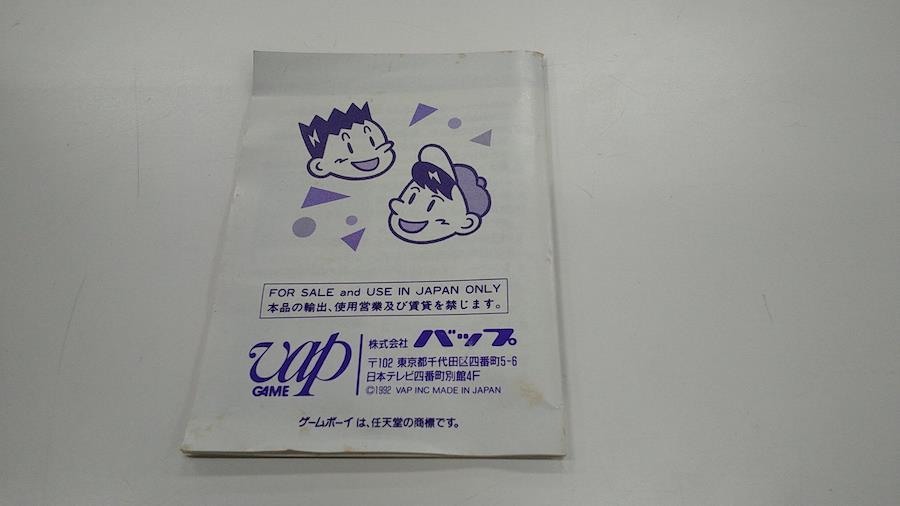 FOR SALE and USE IN JAPAN ONLY
本品の輸出、使用営業及び賃貸を禁じます。
vap
GAME
株式会社 バップ
〒102 東京都千代田区四番町5-6
日本テレビ四番町別館4F
©1992 VAP INC MADE IN JAPAN
ゲームボーイは、任天堂の商標です。